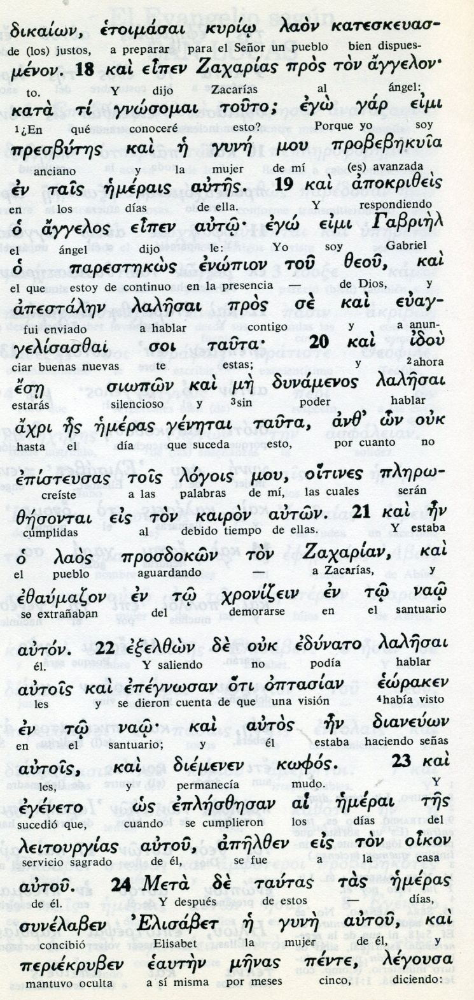 δικαίων, ἑτοιμάσαι κυρίῳ λαὸν κατεσκευασ-
de (los) justos, a preparar para el Señor un pueblo bien dispues-
μένον. 18 καὶ εἶπεν Ζαχαρίας πρὸς τὸν ἄγγελον·
to. Y dijo Zacarías al ángel:
κατὰ τί γνώσομαι τοῦτο; ἐγὼ γάρ εἰμι
1¿En qué conoceré esto? Porque yo soy
πρεσβύτης καὶ ἡ γυνή μου προβεβηκυῖα
anciano y la mujer de mí (es) avanzada
ἐν ταῖς ἡμέραις αὐτῆς. 19 καὶ ἀποκριθεὶς
en los días de ella. Y respondiendo
ὁ ἄγγελος εἶπεν αὐτῷ· ἐγώ εἰμι Γαβριὴλ
el ángel dijo le: Yo soy Gabriel
ὁ παρεστηκὼς ἐνώπιον τοῦ θεοῦ, καὶ
el que estoy de continuo en la presencia — de Dios, y
ἀπεστάλην λαλῆσαι πρὸς σὲ καὶ εὐαγ-
fui enviado a hablar contigo y a anun-
γελίσασθαί σοι ταῦτα· 20 καὶ ἰδοὺ
ciar buenas nuevas te estas; y 2ahora
ἔσῃ σιωπῶν καὶ μὴ δυνάμενος λαλῆσαι
estarás silencioso y 3sin poder hablar
ἄχρι ἧς ἡμέρας γένηται ταῦτα, ἀνθ’ ὧν οὐκ
hasta el día que suceda esto, por cuanto no
ἐπίστευσας τοῖς λόγοις μου, οἵτινες πληρω-
creíste a las palabras de mí, las cuales serán
θήσονται εἰς τὸν καιρὸν αὐτῶν. 21 καὶ ἦν
cumplidas al debido tiempo de ellas. Y estaba
ὁ λαὸς προσδοκῶν τὸν Ζαχαρίαν, καὶ
el pueblo aguardando — a Zacarías, y
ἐθαύμαζον ἐν τῷ χρονίζειν ἐν τῷ ναῷ
se extrañaban del demorarse en el santuario
αὐτόν. 22 ἐξελθὼν δὲ οὐκ ἐδύνατο λαλῆσαι
él. Y saliendo no podía hablar
αὐτοῖς καὶ ἐπέγνωσαν ὅτι ὀπτασίαν ἑώρακεν
les y se dieron cuenta de que una visión 4había visto
ἐν τῷ ναῷ· καὶ αὐτὸς ἦν διανεύων
en el santuario; y él estaba haciendo señas
αὐτοῖς, καὶ διέμενεν κωφός. 23 καὶ
les, y permanecía mudo. Y
ἐγένετο ὡς ἐπλήσθησαν αἱ ἡμέραι τῆς
sucedió que, cuando se cumplieron los días del
λειτουργίας αὐτοῦ, ἀπῆλθεν εἰς τὸν οἶκον
servicio sagrado de él, se fue a la casa
αὐτοῦ. 24 Μετὰ δὲ ταύτας τὰς ἡμέρας
de él. Y después de estos — días,
συνέλαβεν Ἐλισάβετ ἡ γυνὴ αὐτοῦ, καὶ
concibió Elisabet la mujer de él, y
περιέκρυβεν ἑαυτὴν μῆνας πέντε, λέγουσα
mantuvo oculta a sí misma por meses cinco, diciendo: